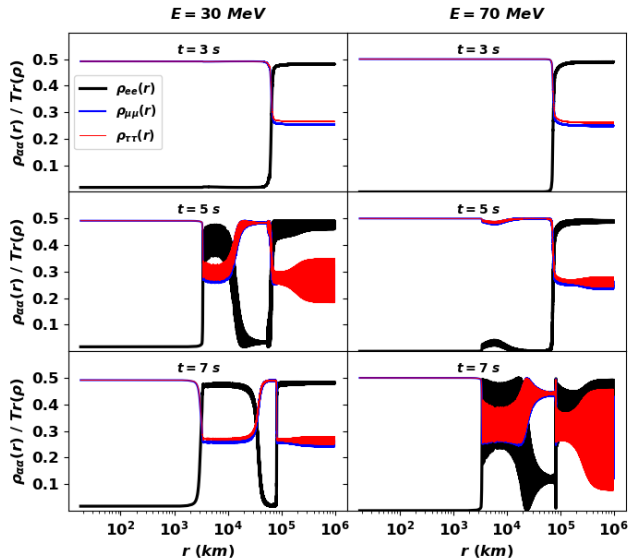 E = 30 MeV
E = 70 MeV
t = 3 s
t = 3 s
0.5
0.4
0.3
0.2
0.1
ραα(r) / Tr(ρ)
ρee(r)
ρμμ(r)
ρττ(r)
t = 5 s
t = 5 s
0.5
0.4
0.3
0.2
0.1
ραα(r) / Tr(ρ)
t = 7 s
t = 7 s
0.5
0.4
0.3
0.2
0.1
ραα(r) / Tr(ρ)
10² 10³ 10⁴ 10⁵ 10⁶
10² 10³ 10⁴ 10⁵ 10⁶
r (km)
r (km)